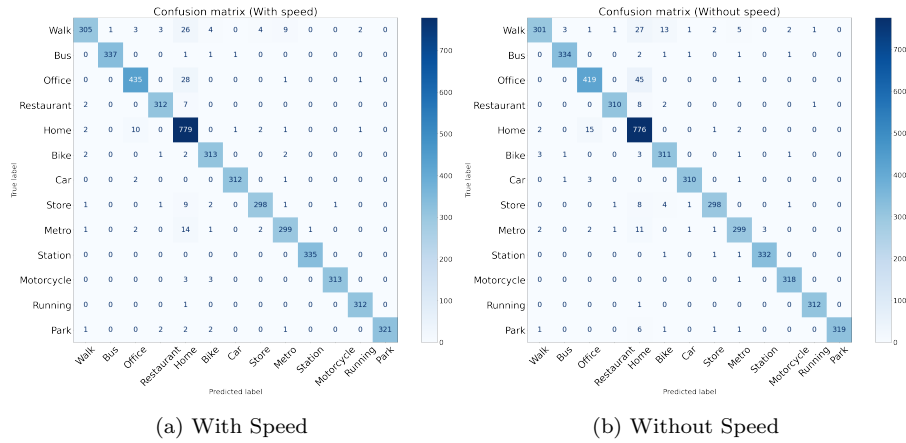 Confusion matrix (With speed)
Walk 305 1 3 3 26 4 0 4 9 0 0 2 0
Bus 0 337 0 0 1 1 1 0 0 0 0 0 0
Office 0 0 435 0 28 0 0 0 1 0 0 1 0
Restaurant 2 0 0 312 7 0 0 0 0 0 0 0 0
Home 2 0 10 0 779 0 1 2 1 0 0 1 0
Bike 2 0 0 1 2 313 0 0 2 0 0 0 0
Car 0 0 2 0 0 0 312 0 0 0 0 0 0
Store 1 0 0 1 9 2 0 298 1 0 1 0 0
Metro 1 0 2 0 14 1 0 2 299 1 0 0 0
Station 0 0 0 0 0 0 0 0 0 335 0 0 0
Motorcycle 0 0 0 0 3 3 0 0 0 0 313 0 0
Running 0 0 0 0 1 0 0 0 0 0 0 312 0
Park 1 0 0 2 2 2 0 0 1 0 0 0 321
Walk Bus Office Restaurant Home Bike Car Store Metro Station Motorcycle Running Park
True label
Predicted label
700
600
500
400
300
200
100
0
(a) With Speed
Confusion matrix (Without speed)
Walk 301 3 1 1 27 13 1 2 5 0 2 1 0
Bus 0 334 0 0 2 1 0 0 1 0 1 0 0
Office 0 0 419 0 45 0 0 0 1 0 0 0 0
Restaurant 0 0 0 310 8 2 0 0 0 0 0 1 0
Home 2 0 15 0 776 0 0 1 2 0 0 0 0
Bike 3 1 0 0 3 311 0 0 1 0 1 0 0
Car 0 1 3 0 0 0 310 0 0 0 0 0 0
Store 0 0 0 1 8 4 1 298 0 0 0 0 0
Metro 2 0 2 1 11 0 1 1 299 3 0 0 0
Station 0 0 0 0 1 0 0 1 1 332 0 0 0
Motorcycle 0 0 0 0 0 1 0 0 0 0 318 0 0
Running 0 0 0 0 1 0 0 0 0 0 0 312 0
Park 1 0 0 0 6 1 0 1 1 0 0 0 319
Walk Bus Office Restaurant Home Bike Car Store Metro Station Motorcycle Running Park
True label
Predicted label
700
600
500
400
300
200
100
0
(b) Without Speed